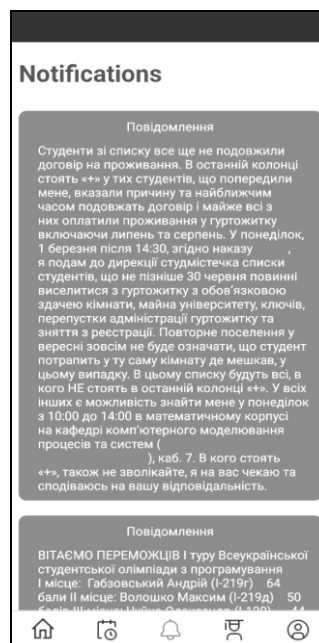 Notifications
Повідомлення
Студенти зі списку все ще не подовжили
договір на проживання. В останній колонці
стоять «+» у тих студентів, що попередили
мене, вказали причину та найближчим
часом подовжать договір і майже всі з
них оплатили проживання у гуртожитку
включаючи липень та серпень. У понеділок,
1 березня після 14:30, згідно наказу ,
я подам до дирекції студмістечка списки
студентів, що не пізніше 30 червня повинні
виселитися з гуртожитку з обов'язковою
здачею кімнати, майна університету, ключів,
перепустки адміністрації гуртожитку та
зняття з реєстрації. Повторне поселення у
вересні зовсім не буде означати, що студент
потрапить у ту саму кімнату де мешкав, у
цьому випадку. В цьому списку будуть всі, в
кого НЕ стоять в останній колонці «+». У всіх
інших є можливість знайти мене у понеділок
з 10:00 до 14:00 в математичному корпусі
на кафедрі комп'ютерного моделювання
процесів та систем (
), каб. 7. В кого стоять
«+», також не зволікайте, я на вас чекаю та
сподіваюсь на вашу відповідальність.
Повідомлення
ВІТАЄМО ПЕРЕМОЖЦІВ І туру Всеукраїнської
студентської олімпіади з програмування
І місце: Габзовський Андрій (І-219г) 64
бали ІІ місце: Волошко Максим (І-219д) 50